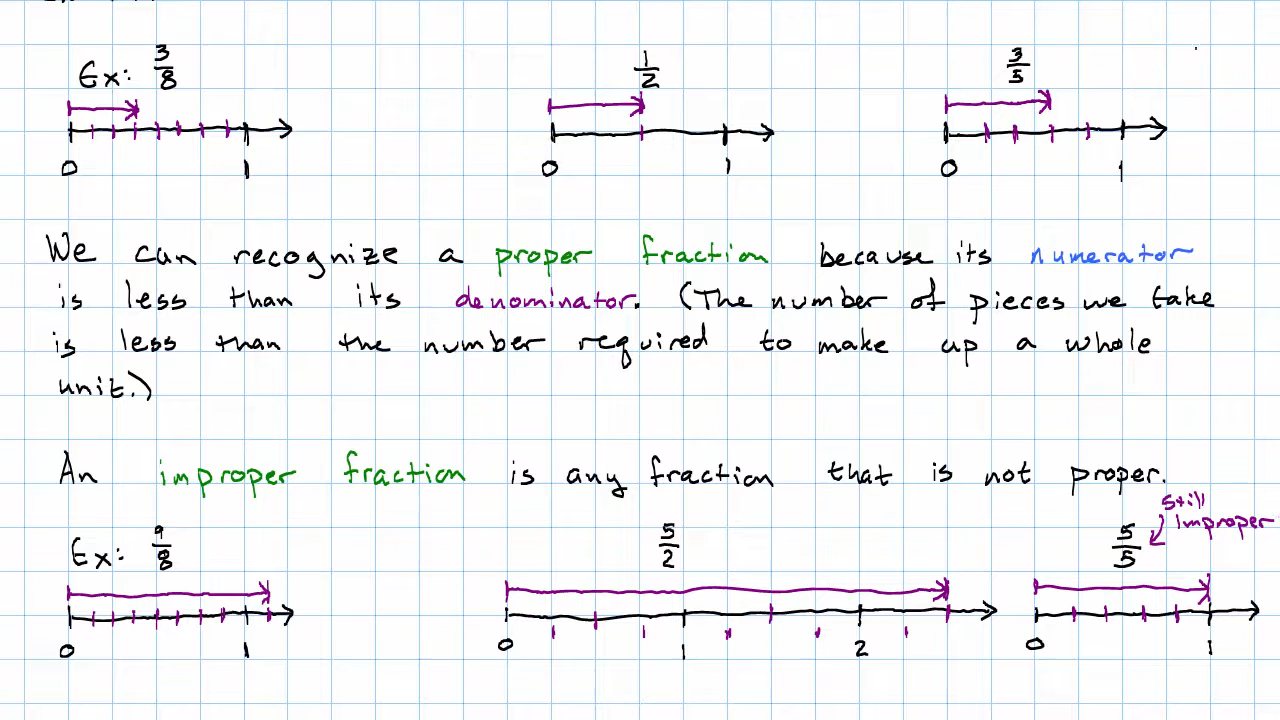 Ex: 3/8 1/2 3/5
0 1 0 1 0 1
We can recognize a proper fraction because its numerator
is less than its denominator. (The number of pieces we take
is less than the number required to make up a whole
unit.)
An improper fraction is any fraction that is not proper.
still
improper
Ex: 9/8 5/2 5/5
0 1 0 1 2 0 1